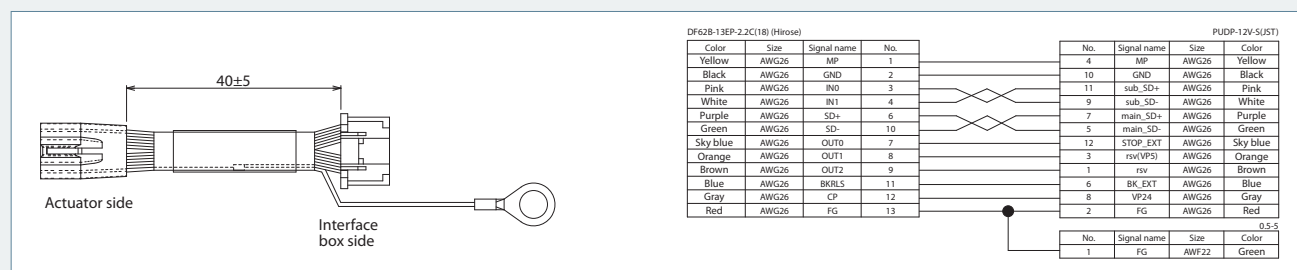 40±5
Actuator side
Interface
box side
DF62B-13EP-2.2C(18) (Hirose)
Color Size Signal name No.
Yellow AWG26 MP 1
Black AWG26 GND 2
Pink AWG26 IN0 3
White AWG26 IN1 4
Purple AWG26 SD+ 6
Green AWG26 SD- 10
Sky blue AWG26 OUT0 7
Orange AWG26 OUT1 8
Brown AWG26 OUT2 9
Blue AWG26 BKRLS 11
Gray AWG26 CP 12
Red AWG26 FG 13
PUDP-12V-S(JST)
No. Signal name Size Color
4 MP AWG26 Yellow
10 GND AWG26 Black
11 sub_SD+ AWG26 Pink
9 sub_SD- AWG26 White
7 main_SD+ AWG26 Purple
5 main_SD- AWG26 Green
12 STOP_EXT AWG26 Sky blue
3 rsv(VP5) AWG26 Orange
1 rsv AWG26 Brown
6 BK_EXT AWG26 Blue
8 VP24 AWG26 Gray
2 FG AWG26 Red
0.5-5
No. Signal name Size Color
1 FG AWF22 Green